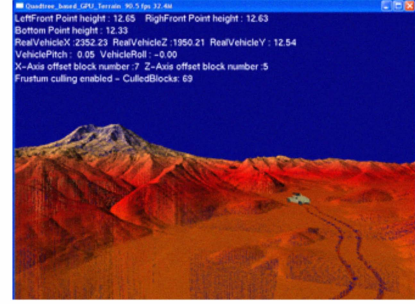 Quadtree_based_GPU_Terrain 90.5 fps 32.4M
LeftFront Point height : 12.65 RighFront Point height : 12.63
Bottom Point height : 12.33
RealVehicleX :2352.23 RealVehicleZ :1950.21 RealVehicleY : 12.54
VehiclePitch : 0.05 VehicleRoll : -0.00
X-Axis offset block number :7 Z-Axis offset block number :5
Frustum culling enabled - CulledBlocks: 69